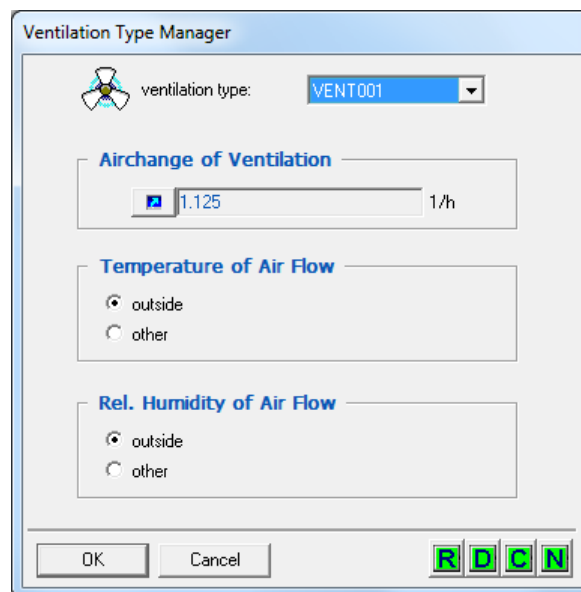 Ventilation Type Manager
ventilation type: VENT001
Airchange of Ventilation
1.125 1/h
Temperature of Air Flow
outside
other
Rel. Humidity of Air Flow
outside
other
OK Cancel R D C N